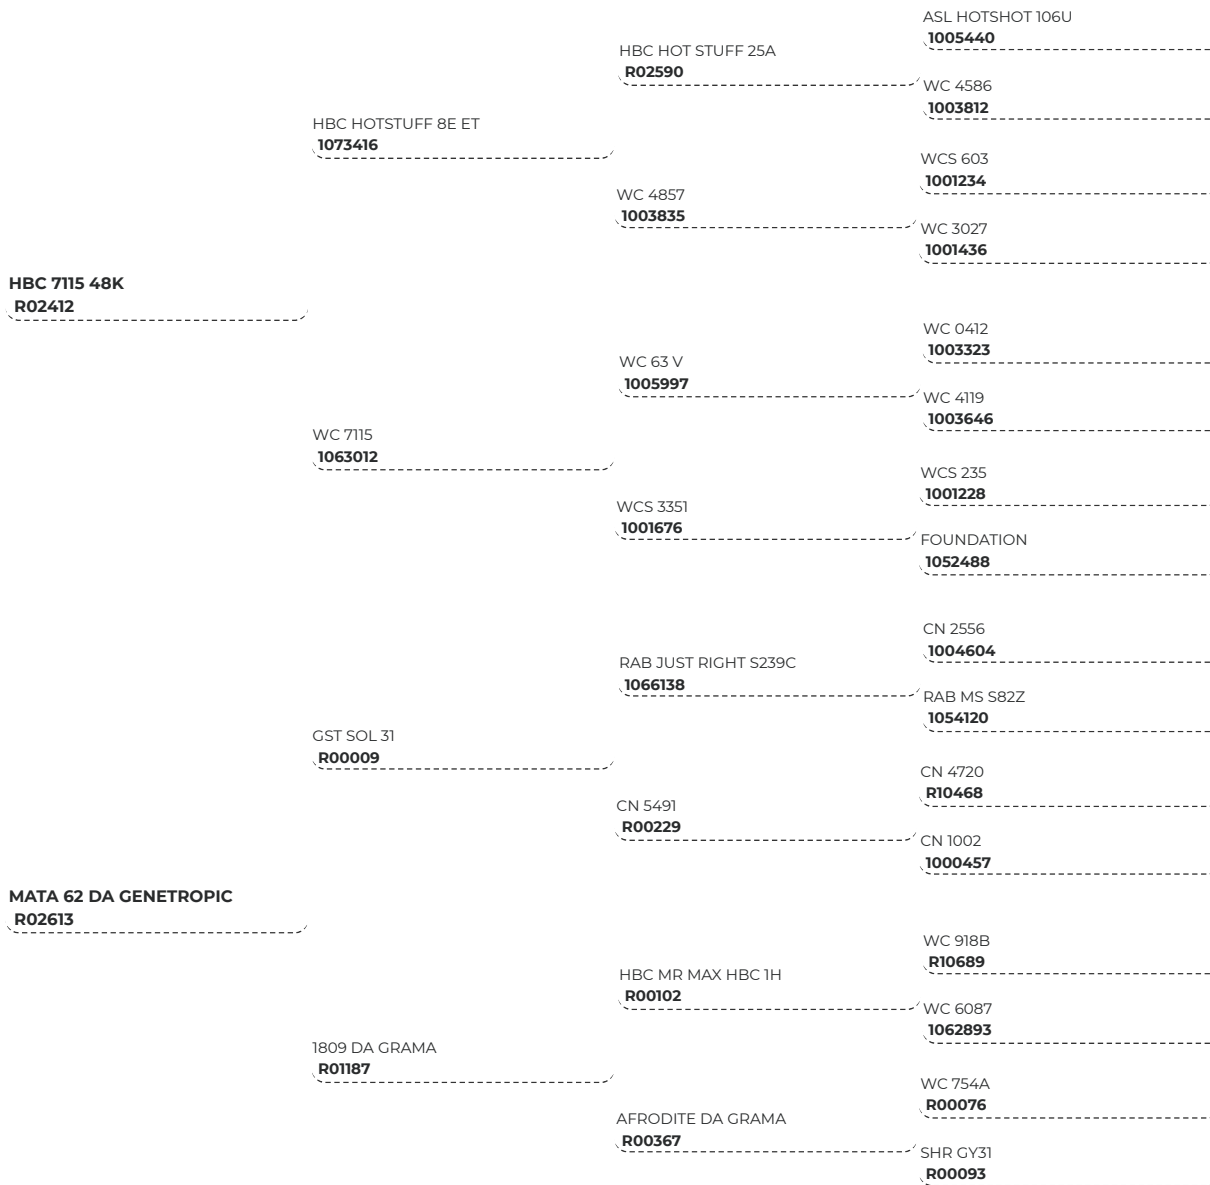 ASL HOTSHOT 106U
1005440
HBC HOT STUFF 25A
R02590
WC 4586
1003812
HBC HOTSTUFF 8E ET
1073416
WCS 603
1001234
WC 4857
1003835
WC 3027
1001436
HBC 7115 48K
R02412
WC 0412
1003323
WC 63 V
1005997
WC 4119
1003646
WC 7115
1063012
WCS 235
1001228
WCS 3351
1001676
FOUNDATION
1052488
CN 2556
1004604
RAB JUST RIGHT S239C
1066138
RAB MS S82Z
1054120
GST SOL 31
R00009
CN 4720
R10468
CN 5491
R00229
CN 1002
1000457
MATA 62 DA GENETROPIC
R02613
WC 918B
R10689
HBC MR MAX HBC 1H
R00102
WC 6087
1062893
1809 DA GRAMA
R01187
WC 754A
R00076
AFRODITE DA GRAMA
R00367
SHR GY31
R00093